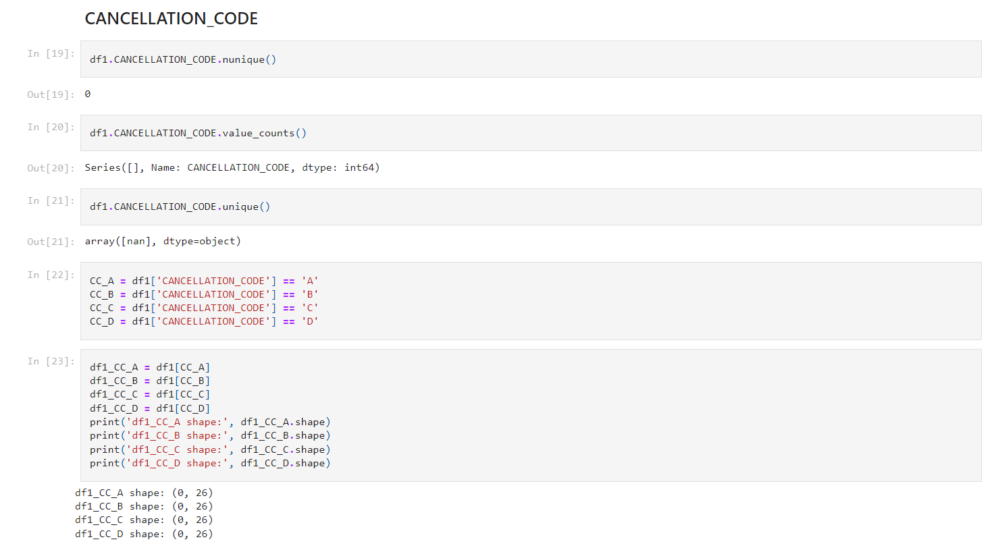 CANCELLATION_CODE
In [19]:
df1.CANCELLATION_CODE.nunique()
Out[19]:
0
In [20]:
df1.CANCELLATION_CODE.value_counts()
Out[20]:
Series([], Name: CANCELLATION_CODE, dtype: int64)
In [21]:
df1.CANCELLATION_CODE.unique()
Out[21]:
array([nan], dtype=object)
In [22]:
CC_A = df1['CANCELLATION_CODE'] == 'A'
CC_B = df1['CANCELLATION_CODE'] == 'B'
CC_C = df1['CANCELLATION_CODE'] == 'C'
CC_D = df1['CANCELLATION_CODE'] == 'D'
In [23]:
df1_CC_A = df1[CC_A]
df1_CC_B = df1[CC_B]
df1_CC_C = df1[CC_C]
df1_CC_D = df1[CC_D]
print('df1_CC_A shape:', df1_CC_A.shape)
print('df1_CC_B shape:', df1_CC_B.shape)
print('df1_CC_C shape:', df1_CC_C.shape)
print('df1_CC_D shape:', df1_CC_D.shape)
df1_CC_A shape: (0, 26)
df1_CC_B shape: (0, 26)
df1_CC_C shape: (0, 26)
df1_CC_D shape: (0, 26)